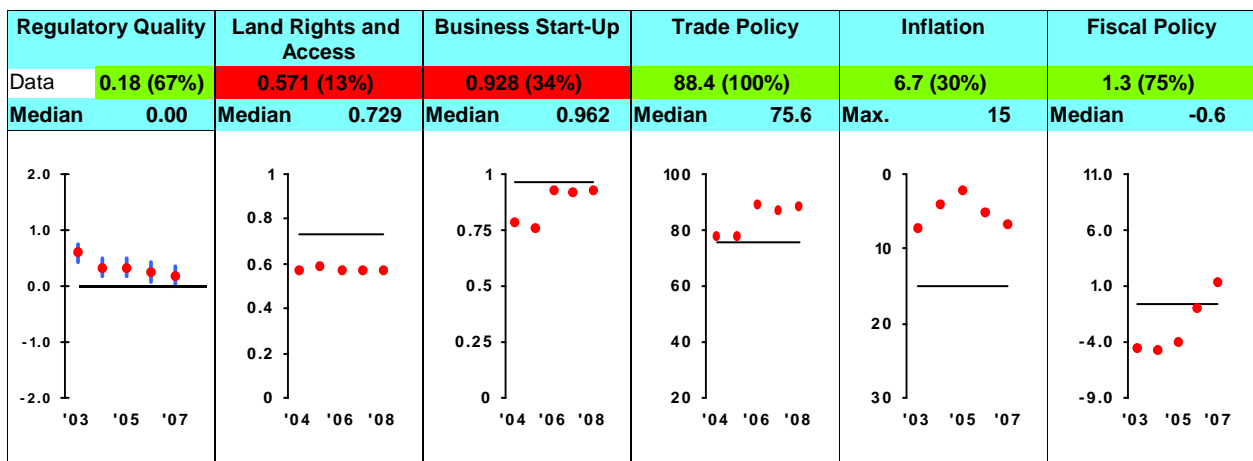 Regulatory Quality
Data 0.18 (67%)
Median 0.00
2.0
1.0
0.0
-1.0
-2.0
'03 '05 '07
Land Rights and
Access
0.571 (13%)
Median 0.729
1
0.8
0.6
0.4
0.2
0
'04 '06 '08
Business Start-Up
0.928 (34%)
Median 0.962
1
0.75
0.5
0.25
0
'04 '06 '08
Trade Policy
88.4 (100%)
Median 75.6
100
80
60
40
20
'04 '06 '08
Inflation
6.7 (30%)
Max. 15
0
10
20
30
'03 '05 '07
Fiscal Policy
1.3 (75%)
Median -0.6
11.0
6.0
1.0
-4.0
-9.0
'03 '05 '07